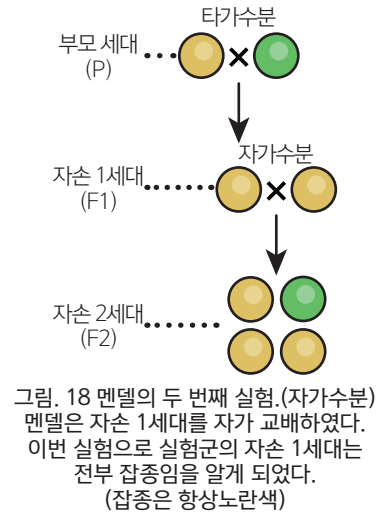 타가수분
부모 세대
(P)
자가수분
자손 1세대
(F1)
자손 2세대
(F2)
그림. 18 멘델의 두 번째 실험.(자가수분)
멘델은 자손 1세대를 자가 교배하였다.
이번 실험으로 실험군의 자손 1세대는
전부 잡종임을 알게 되었다.
(잡종은 항상노란색)